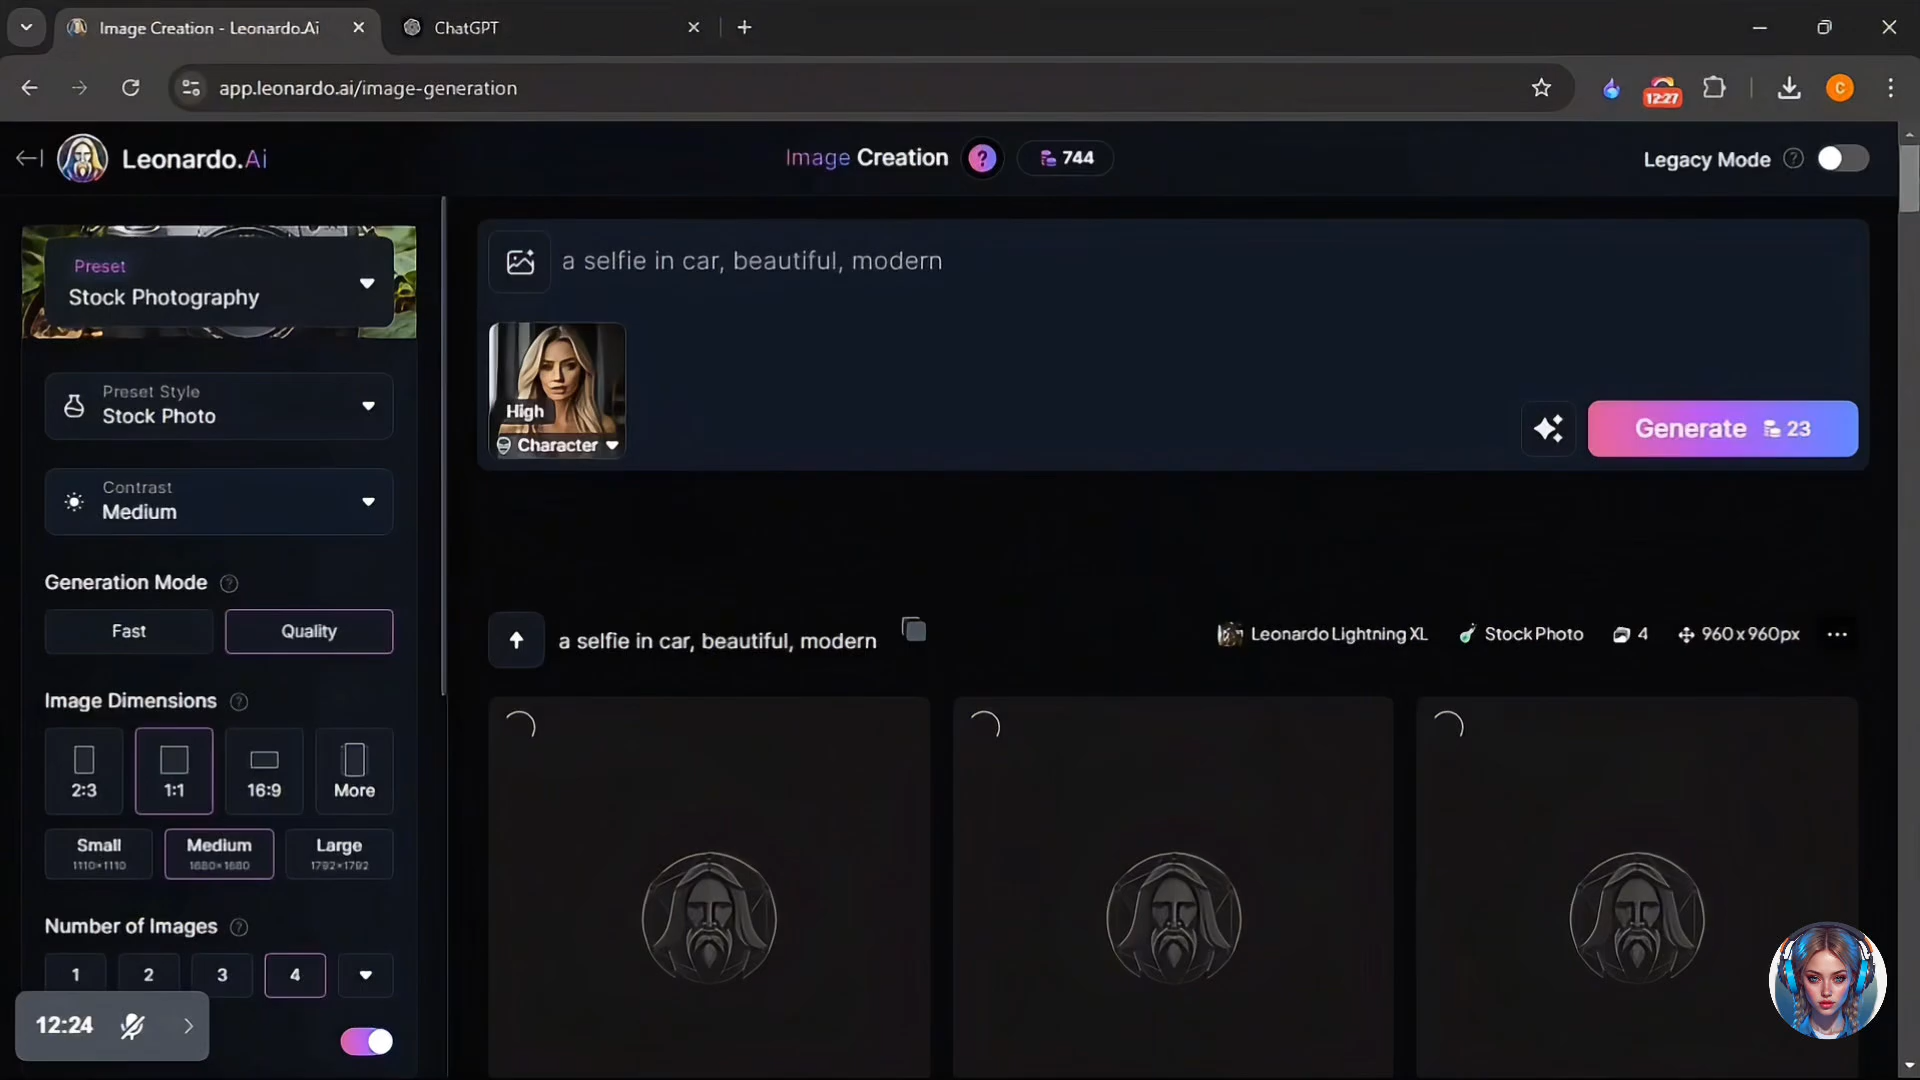 Image Creation - Leonardo.Ai
ChatGPT
app.leonardo.ai/image-generation
12:27
C
Leonardo.Ai
Image Creation
?
744
Legacy Mode ?
Preset
Stock Photography
a selfie in car, beautiful, modern
Preset Style
Stock Photo
High
Character
Generate 23
Contrast
Medium
Generation Mode ?
Fast
Quality
a selfie in car, beautiful, modern
Leonardo Lightning XL
Stock Photo
4
960 x 960px
Image Dimensions ?
2:3
1:1
16:9
More
Small
1110×1110
Medium
1680×1680
Large
1792×1792
Number of Images ?
1
2
3
4
12:24